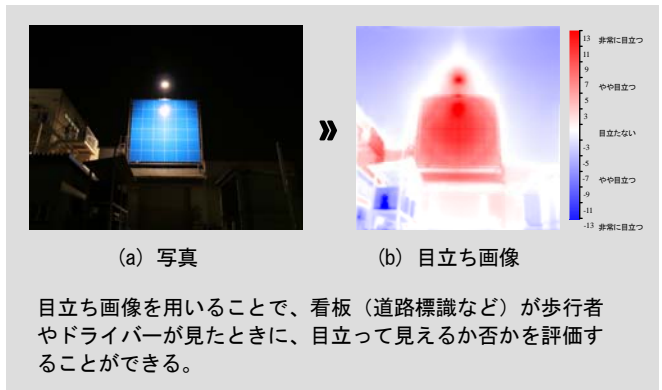 »
13 非常に目立つ
11
9
7 やや目立つ
5
3
目立たない
-3
-5
-7 やや目立つ
-9
-11
-13 非常に目立つ
(a) 写真
(b) 目立ち画像
目立ち画像を用いることで、看板（道路標識など）が歩行者
やドライバーが見たときに、目立って見えるか否かを評価す
ることができる。